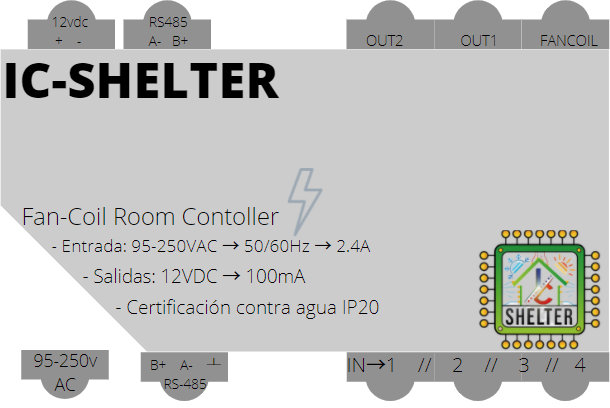 12vdc
+ -
RS485
A- B+
OUT2
OUT1
FANCOIL
IC-SHELTER
Fan-Coil Room Contoller
- Entrada: 95-250VAC → 50/60Hz → 2.4A
- Salidas: 12VDC → 100mA
- Certificación contra agua IP20
SHELTER
95-250V
AC
B+ A- ⏊
RS-485
IN→1 // 2 // 3 // 4